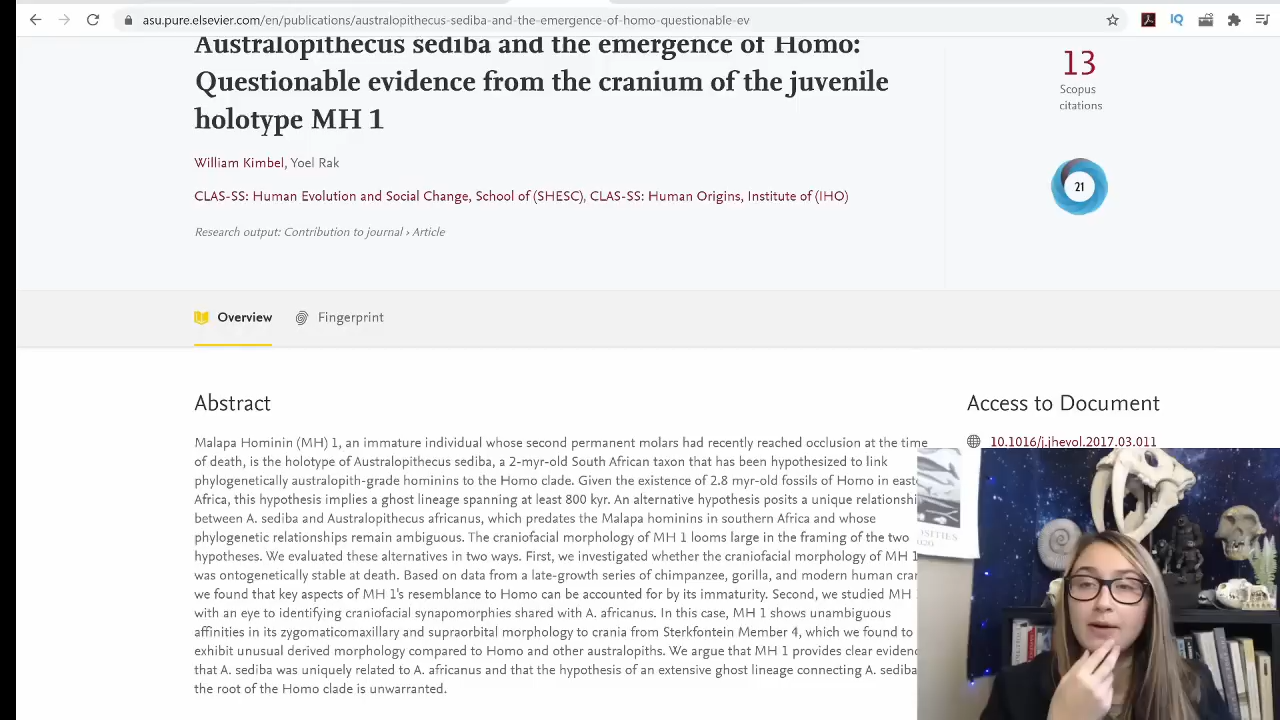 asu.pure.elsevier.com/en/publications/australopithecus-sediba-and-the-emergence-of-homo-questionable-ev
IQ
Australopithecus sediba and the emergence of Homo:
Questionable evidence from the cranium of the juvenile
holotype MH 1
William Kimbel, Yoel Rak
CLAS-SS: Human Evolution and Social Change, School of (SHESC), CLAS-SS: Human Origins, Institute of (IHO)
Research output: Contribution to journal › Article
13
Scopus
citations
21
Overview
Fingerprint
Abstract
Malapa Hominin (MH) 1, an immature individual whose second permanent molars had recently reached occlusion at the time
of death, is the holotype of Australopithecus sediba, a 2-myr-old South African taxon that has been hypothesized to link
phylogenetically australopith-grade hominins to the Homo clade. Given the existence of 2.8 myr-old fossils of Homo in easte
Africa, this hypothesis implies a ghost lineage spanning at least 800 kyr. An alternative hypothesis posits a unique relationshi
between A. sediba and Australopithecus africanus, which predates the Malapa hominins in southern Africa and whose
phylogenetic relationships remain ambiguous. The craniofacial morphology of MH 1 looms large in the framing of the two
hypotheses. We evaluated these alternatives in two ways. First, we investigated whether the craniofacial morphology of MH 1
was ontogenetically stable at death. Based on data from a late-growth series of chimpanzee, gorilla, and modern human cran
we found that key aspects of MH 1's resemblance to Homo can be accounted for by its immaturity. Second, we studied MH
with an eye to identifying craniofacial synapomorphies shared with A. africanus. In this case, MH 1 shows unambiguous
affinities in its zygomaticomaxillary and supraorbital morphology to crania from Sterkfontein Member 4, which we found to
exhibit unusual derived morphology compared to Homo and other australopiths. We argue that MH 1 provides clear evidenc
that A. sediba was uniquely related to A. africanus and that the hypothesis of an extensive ghost lineage connecting A. sediba
the root of the Homo clade is unwarranted.
Access to Document
10.1016/j.jhevol.2017.03.011